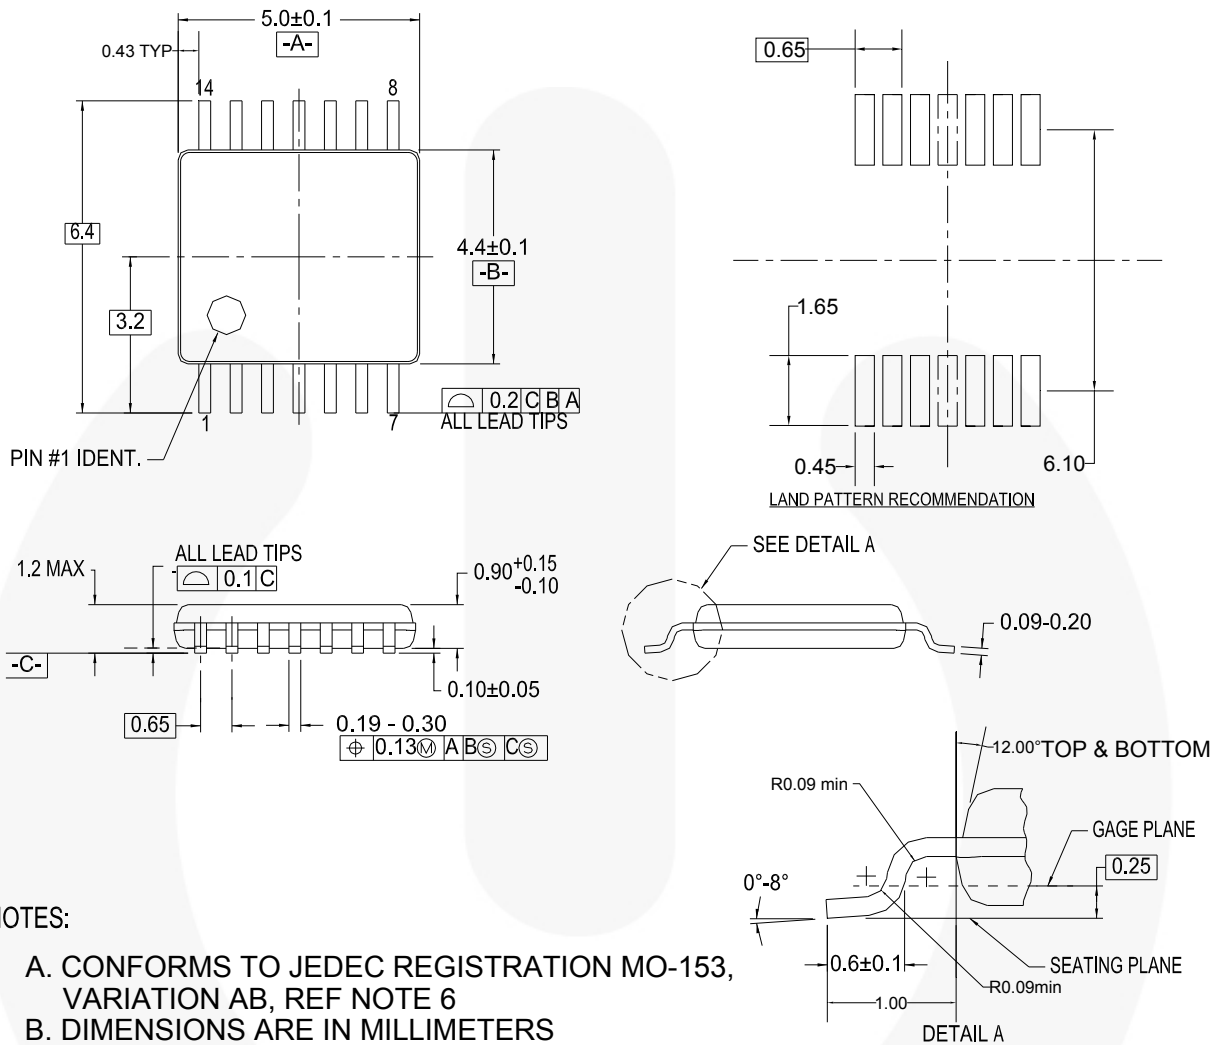 5.0±0.1
-A-
0.43 TYP
14
8
6.4
3.2
4.4±0.1
-B-
0.2 C B A
ALL LEAD TIPS
1
7
PIN #1 IDENT.
0.65
1.65
0.45
6.10
LAND PATTERN RECOMMENDATION
ALL LEAD TIPS
0.1 C
1.2 MAX
0.90+0.15
-0.10
-C-
0.10±0.05
0.65
0.19 - 0.30
⌖ 0.13Ⓜ A BⓈ CⓈ
SEE DETAIL A
0.09-0.20
12.00° TOP & BOTTOM
R0.09 min
GAGE PLANE
0.25
0°-8°
SEATING PLANE
0.6±0.1
R0.09min
1.00
DETAIL A
NOTES:
A. CONFORMS TO JEDEC REGISTRATION MO-153,
VARIATION AB, REF NOTE 6
B. DIMENSIONS ARE IN MILLIMETERS